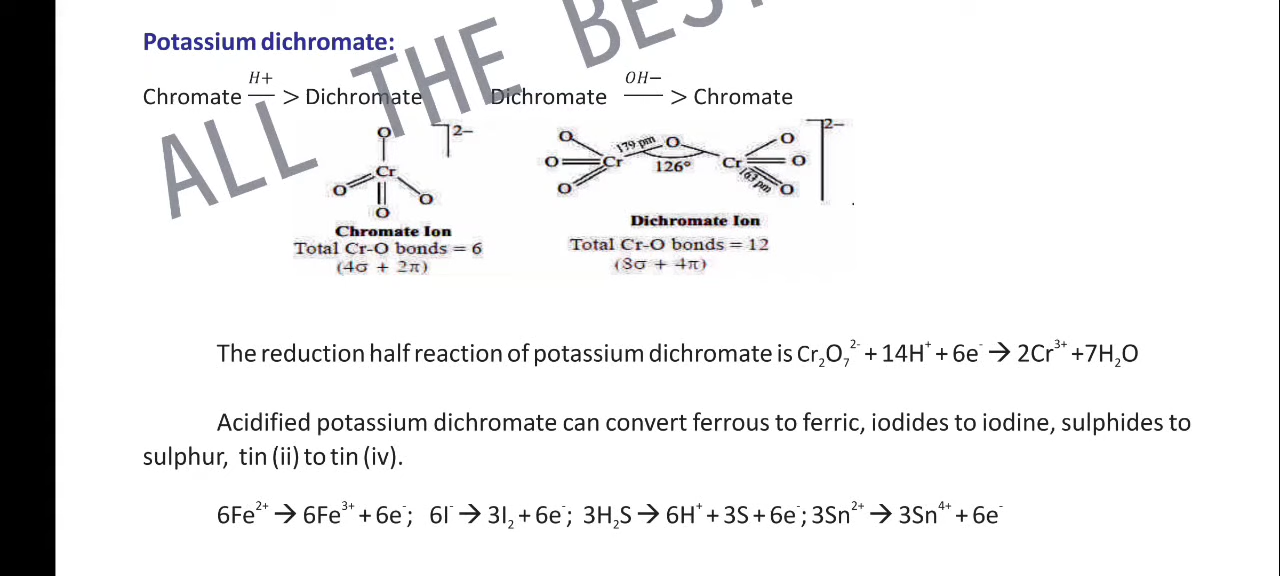 Potassium dichromate:
ALL THE BEST
H+
OH−
Chromate —— > Dichromate Dichromate —— > Chromate
O
Cr
O
O
O
]2−
O
O
O
Cr
179 pm
O
126°
Cr
O
O
O
163 pm
]2−
Chromate Ion
Total Cr-O bonds = 6
(4σ + 2π)
Dichromate Ion
Total Cr-O bonds = 12
(8σ + 4π)
The reduction half reaction of potassium dichromate is Cr₂O₇²⁻ + 14H⁺ + 6e⁻ → 2Cr³⁺ +7H₂O
Acidified potassium dichromate can convert ferrous to ferric, iodides to iodine, sulphides to
sulphur, tin (ii) to tin (iv).
6Fe²⁺ → 6Fe³⁺ + 6e⁻; 6I⁻ → 3I₂ + 6e⁻; 3H₂S → 6H⁺ + 3S + 6e⁻; 3Sn²⁺ → 3Sn⁴⁺ + 6e⁻